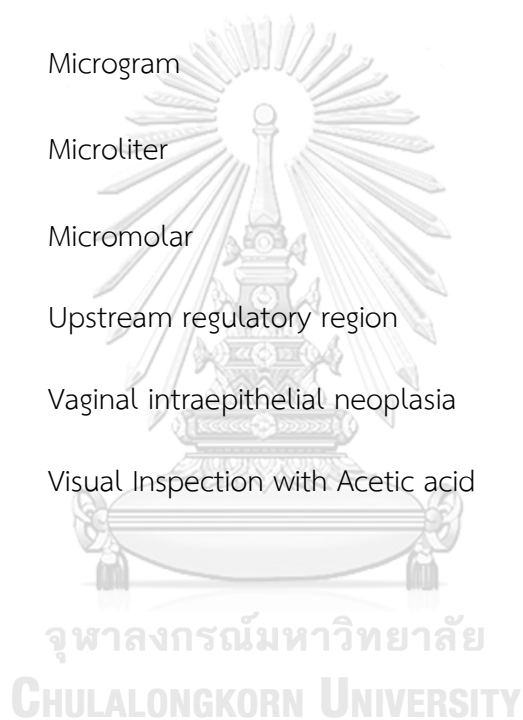 Microgram
Microliter
Micromolar
Upstream regulatory region
Vaginal intraepithelial neoplasia
Visual Inspection with Acetic acid
จุฬาลงกรณ์มหาวิทยาลัย
CHULALONGKORN UNIVERSITY